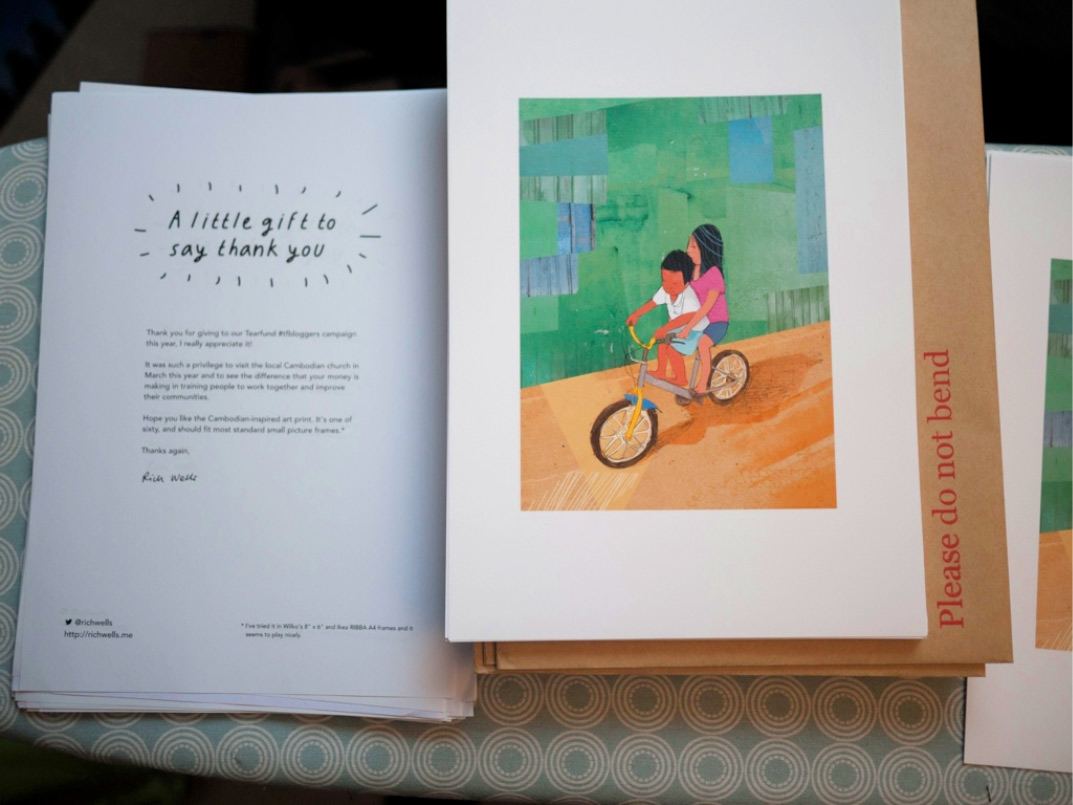 A little gift to
say thank you
Thank you for giving to our Tearfund #tfbloggers campaign
this year, I really appreciate it!
It was such a privilege to visit the local Cambodian church in
March this year and to see the difference that your money is
making in training people to work together and improve
their communities.
Hope you like the Cambodian-inspired art print. It's one of
sixty, and should fit most standard small picture frames.*
Thanks again,
Rich Wells
@richwells
http://richwells.me
* I've tried it in Wilko's 8" x 6" and Ikea RIBBA A4 frames and it
seems to play nicely.
Please do not bend